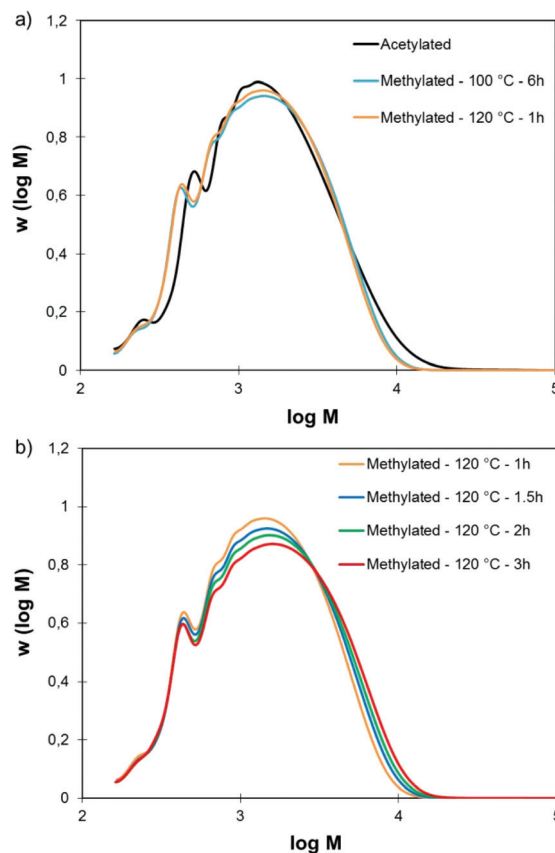 a)
1,2
1
0,8
0,6
0,4
0,2
0
w (log M)
Acetylated
Methylated - 100 °C - 6h
Methylated - 120 °C - 1h
2 3 4 5
log M
b)
1,2
1
0,8
0,6
0,4
0,2
0
w (log M)
Methylated - 120 °C - 1h
Methylated - 120 °C - 1.5h
Methylated - 120 °C - 2h
Methylated - 120 °C - 3h
2 3 4 5
log M